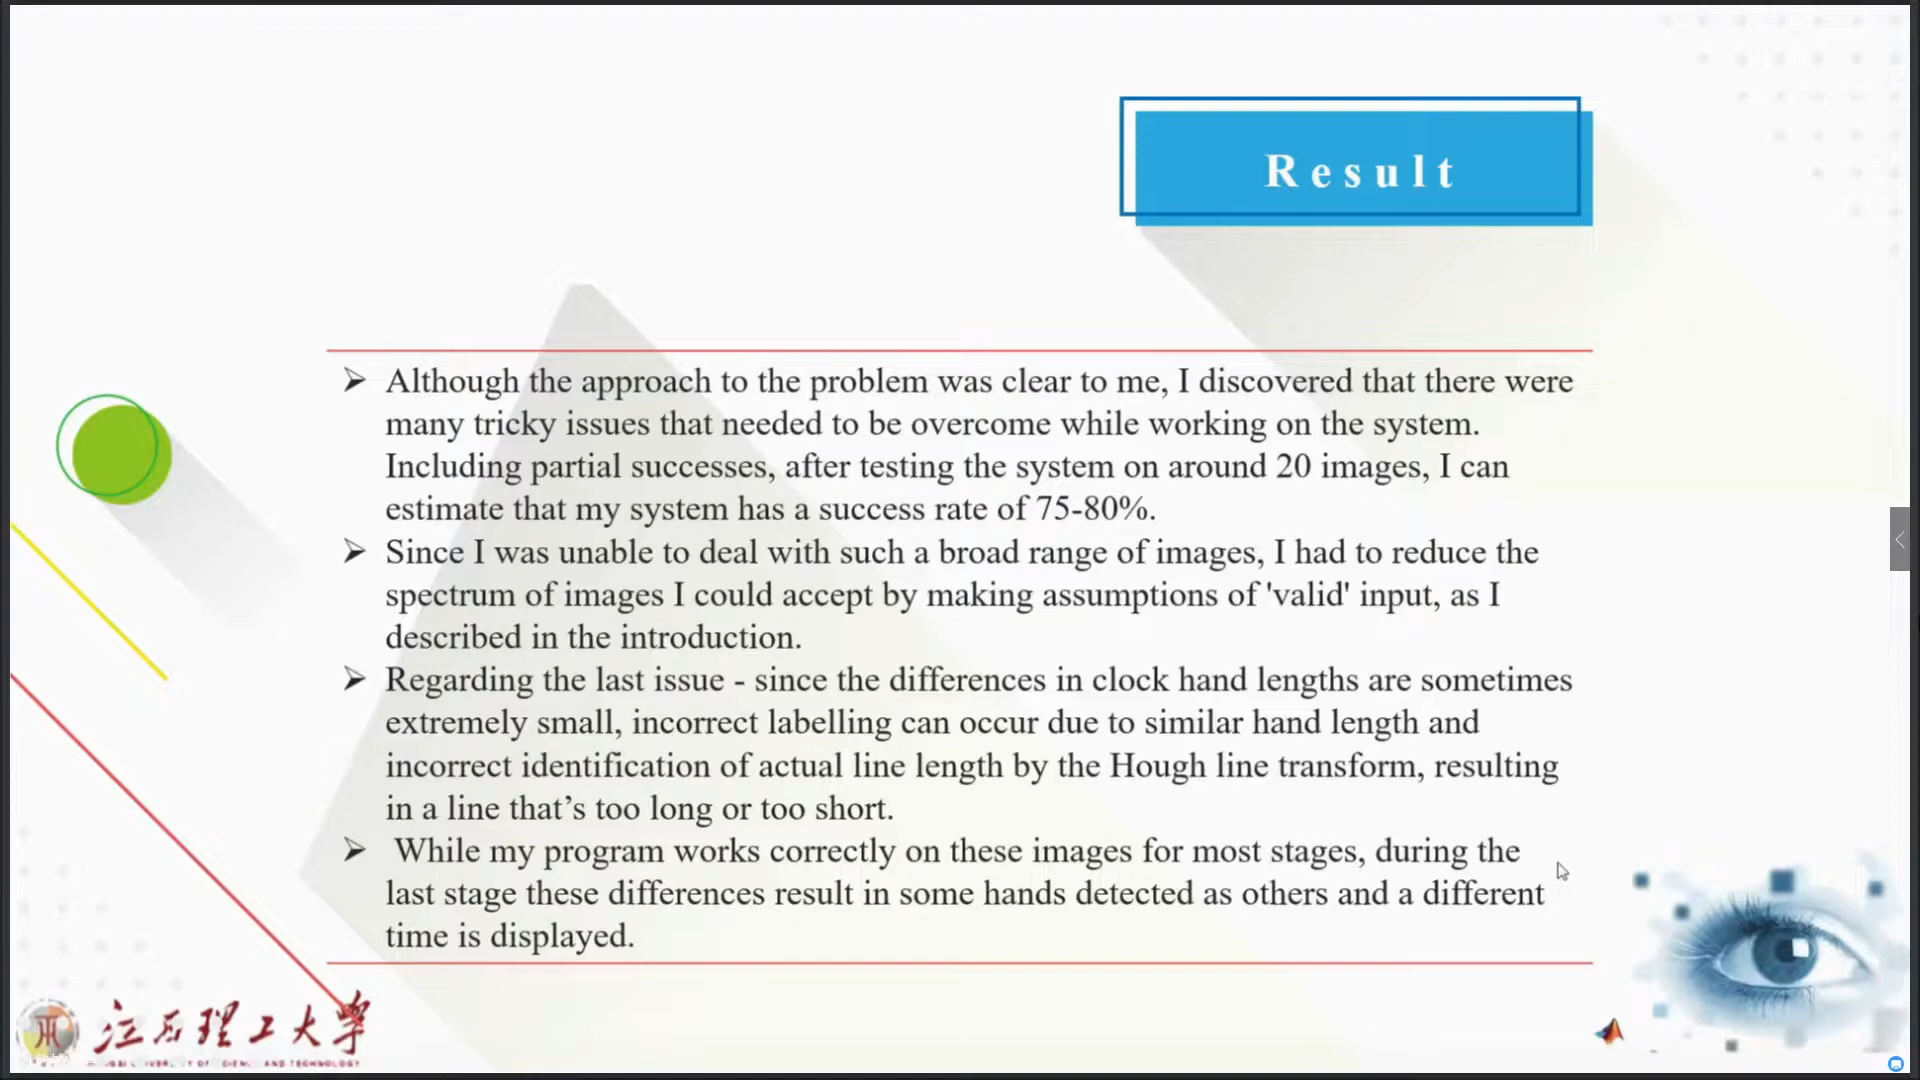 Result
Although the approach to the problem was clear to me, I discovered that there were
many tricky issues that needed to be overcome while working on the system.
Including partial successes, after testing the system on around 20 images, I can
estimate that my system has a success rate of 75-80%.
Since I was unable to deal with such a broad range of images, I had to reduce the
spectrum of images I could accept by making assumptions of 'valid' input, as I
described in the introduction.
Regarding the last issue - since the differences in clock hand lengths are sometimes
extremely small, incorrect labelling can occur due to similar hand length and
incorrect identification of actual line length by the Hough line transform, resulting
in a line that’s too long or too short.
While my program works correctly on these images for most stages, during the
last stage these differences result in some hands detected as others and a different
time is displayed.
理工大学
AND TECHNOLOGY